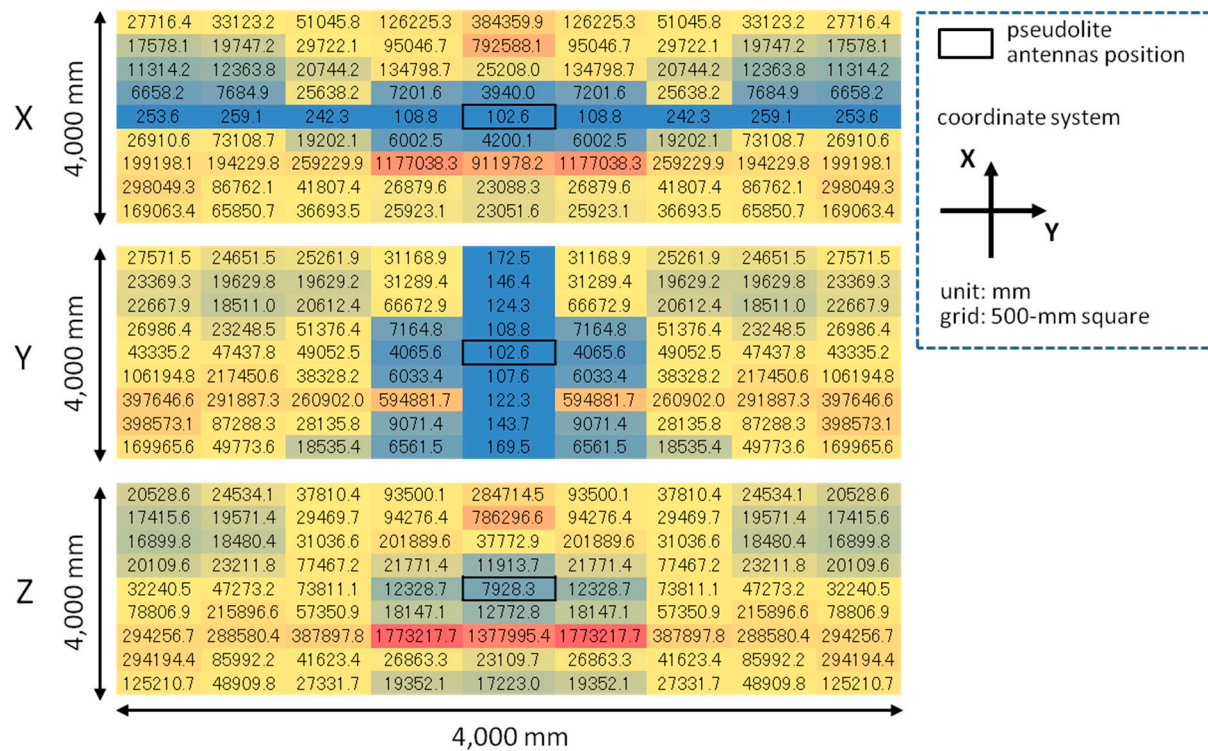 27716.4 33123.2 51045.8 126225.3 384359.9 126225.3 51045.8 33123.2 27716.4
17578.1 19747.2 29722.1 95046.7 792588.1 95046.7 29722.1 19747.2 17578.1
11314.2 12363.8 20744.2 134798.7 25208.0 134798.7 20744.2 12363.8 11314.2
6658.2 7684.9 25638.2 7201.6 3940.0 7201.6 25638.2 7684.9 6658.2
253.6 259.1 242.3 108.8 102.6 108.8 242.3 259.1 253.6
26910.6 73108.7 19202.1 6002.5 4200.1 6002.5 19202.1 73108.7 26910.6
199198.1 194229.8 259229.9 1177038.3 911978.2 1177038.3 259229.9 194229.8 199198.1
298049.3 86762.1 41807.4 26879.6 23088.3 26879.6 41807.4 86762.1 298049.3
169063.4 65850.7 36693.5 25923.1 23051.6 25923.1 36693.5 65850.7 169063.4
X
4,000 mm
27571.5 24651.5 25261.9 31168.9 172.5 31168.9 25261.9 24651.5 27571.5
23369.3 19629.8 19629.2 31289.4 146.4 31289.4 19629.2 19629.8 23369.3
22667.9 18511.0 20612.4 66672.9 124.3 66672.9 20612.4 18511.0 22667.9
26986.4 23248.5 51376.4 7164.8 108.8 7164.8 51376.4 23248.5 26986.4
43335.2 47437.8 49052.5 4065.6 102.6 4065.6 49052.5 47437.8 43335.2
106194.8 217450.6 38328.2 6033.4 107.6 6033.4 38328.2 217450.6 106194.8
397646.6 291887.3 260902.0 594881.7 122.3 594881.7 260902.0 291887.3 397646.6
398573.1 87288.3 28135.8 9071.4 143.7 9071.4 28135.8 87288.3 398573.1
169965.6 49773.6 18535.4 6561.5 169.5 6561.5 18535.4 49773.6 169965.6
Y
4,000 mm
20528.6 24534.1 37810.4 93500.1 284714.5 93500.1 37810.4 24534.1 20528.6
17415.6 19571.4 29469.7 94276.4 786296.6 94276.4 29469.7 19571.4 17415.6
16899.8 18480.4 31036.6 201889.6 37772.9 201889.6 31036.6 18480.4 16899.8
20109.6 23211.8 77467.2 21771.4 11913.7 21771.4 77467.2 23211.8 20109.6
32240.5 47273.2 73811.1 12328.7 7928.3 12328.7 73811.1 47273.2 32240.5
78806.9 215896.6 57350.9 18147.1 12772.8 18147.1 57350.9 215896.6 78806.9
294256.7 288580.4 387897.8 1773217.7 1377995.4 1773217.7 387897.8 288580.4 294256.7
294194.4 85992.2 41623.4 26863.3 23109.7 26863.3 41623.4 85992.2 294194.4
125210.7 48909.8 27331.7 19352.1 17223.0 19352.1 27331.7 48909.8 125210.7
Z
4,000 mm
4,000 mm
pseudolite
antennas position
coordinate system
X
Y
unit: mm
grid: 500-mm square